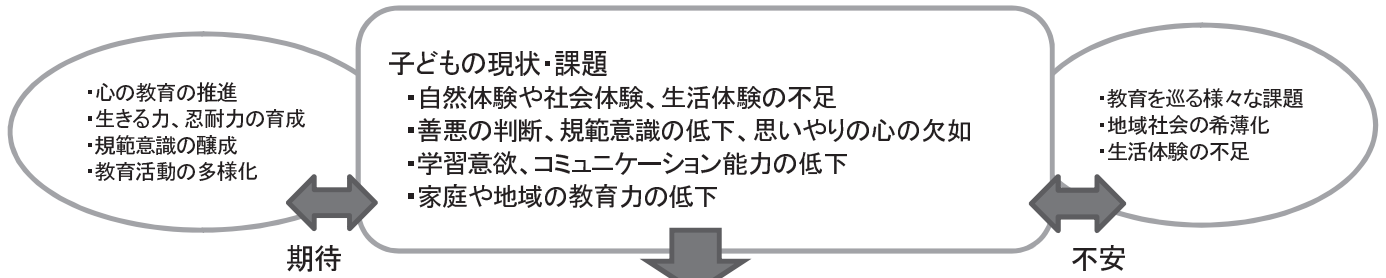 ・心の教育の推進
・生きる力、忍耐力の育成
・規範意識の醸成
・教育活動の多様化
期待
子どもの現状・課題
・自然体験や社会体験、生活体験の不足
・善悪の判断、規範意識の低下、思いやりの心の欠如
・学習意欲、コミュニケーション能力の低下
・家庭や地域の教育力の低下
・教育を巡る様々な課題
・地域社会の希薄化
・生活体験の不足
不安